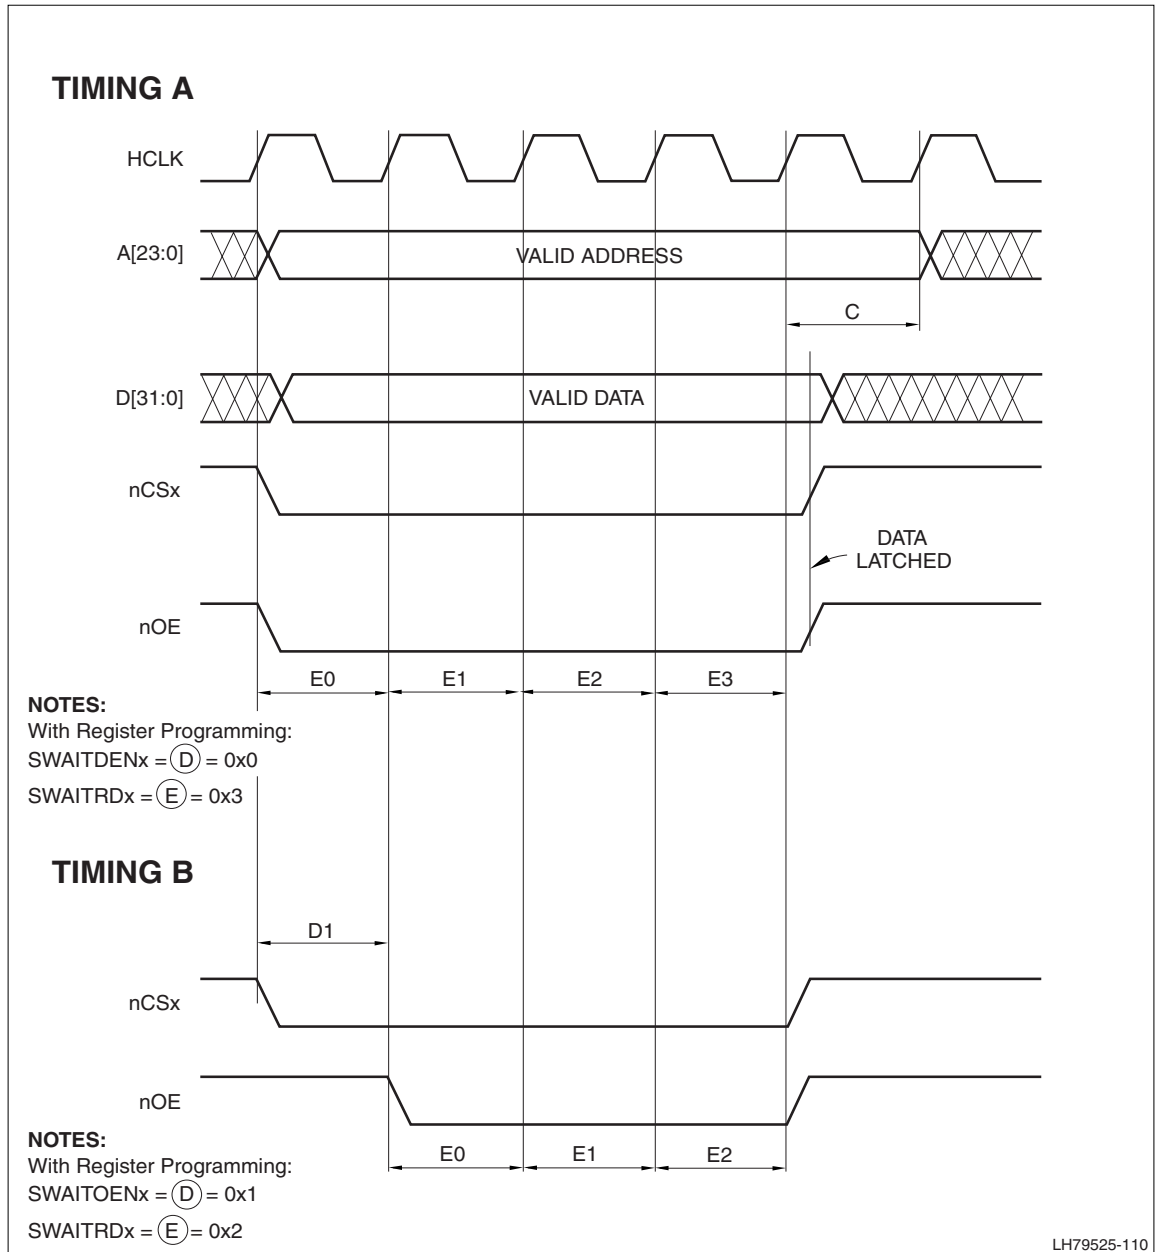 TIMING A
HCLK
A[23:0]
VALID ADDRESS
C
D[31:0]
VALID DATA
nCSx
DATA
LATCHED
nOE
E0 E1 E2 E3
NOTES:
With Register Programming:
SWAITDENx = D = 0x0
SWAITRDx = E = 0x3
TIMING B
D1
nCSx
nOE
E0 E1 E2
NOTES:
With Register Programming:
SWAITOENx = D = 0x1
SWAITRDx = E = 0x2
LH79525-110